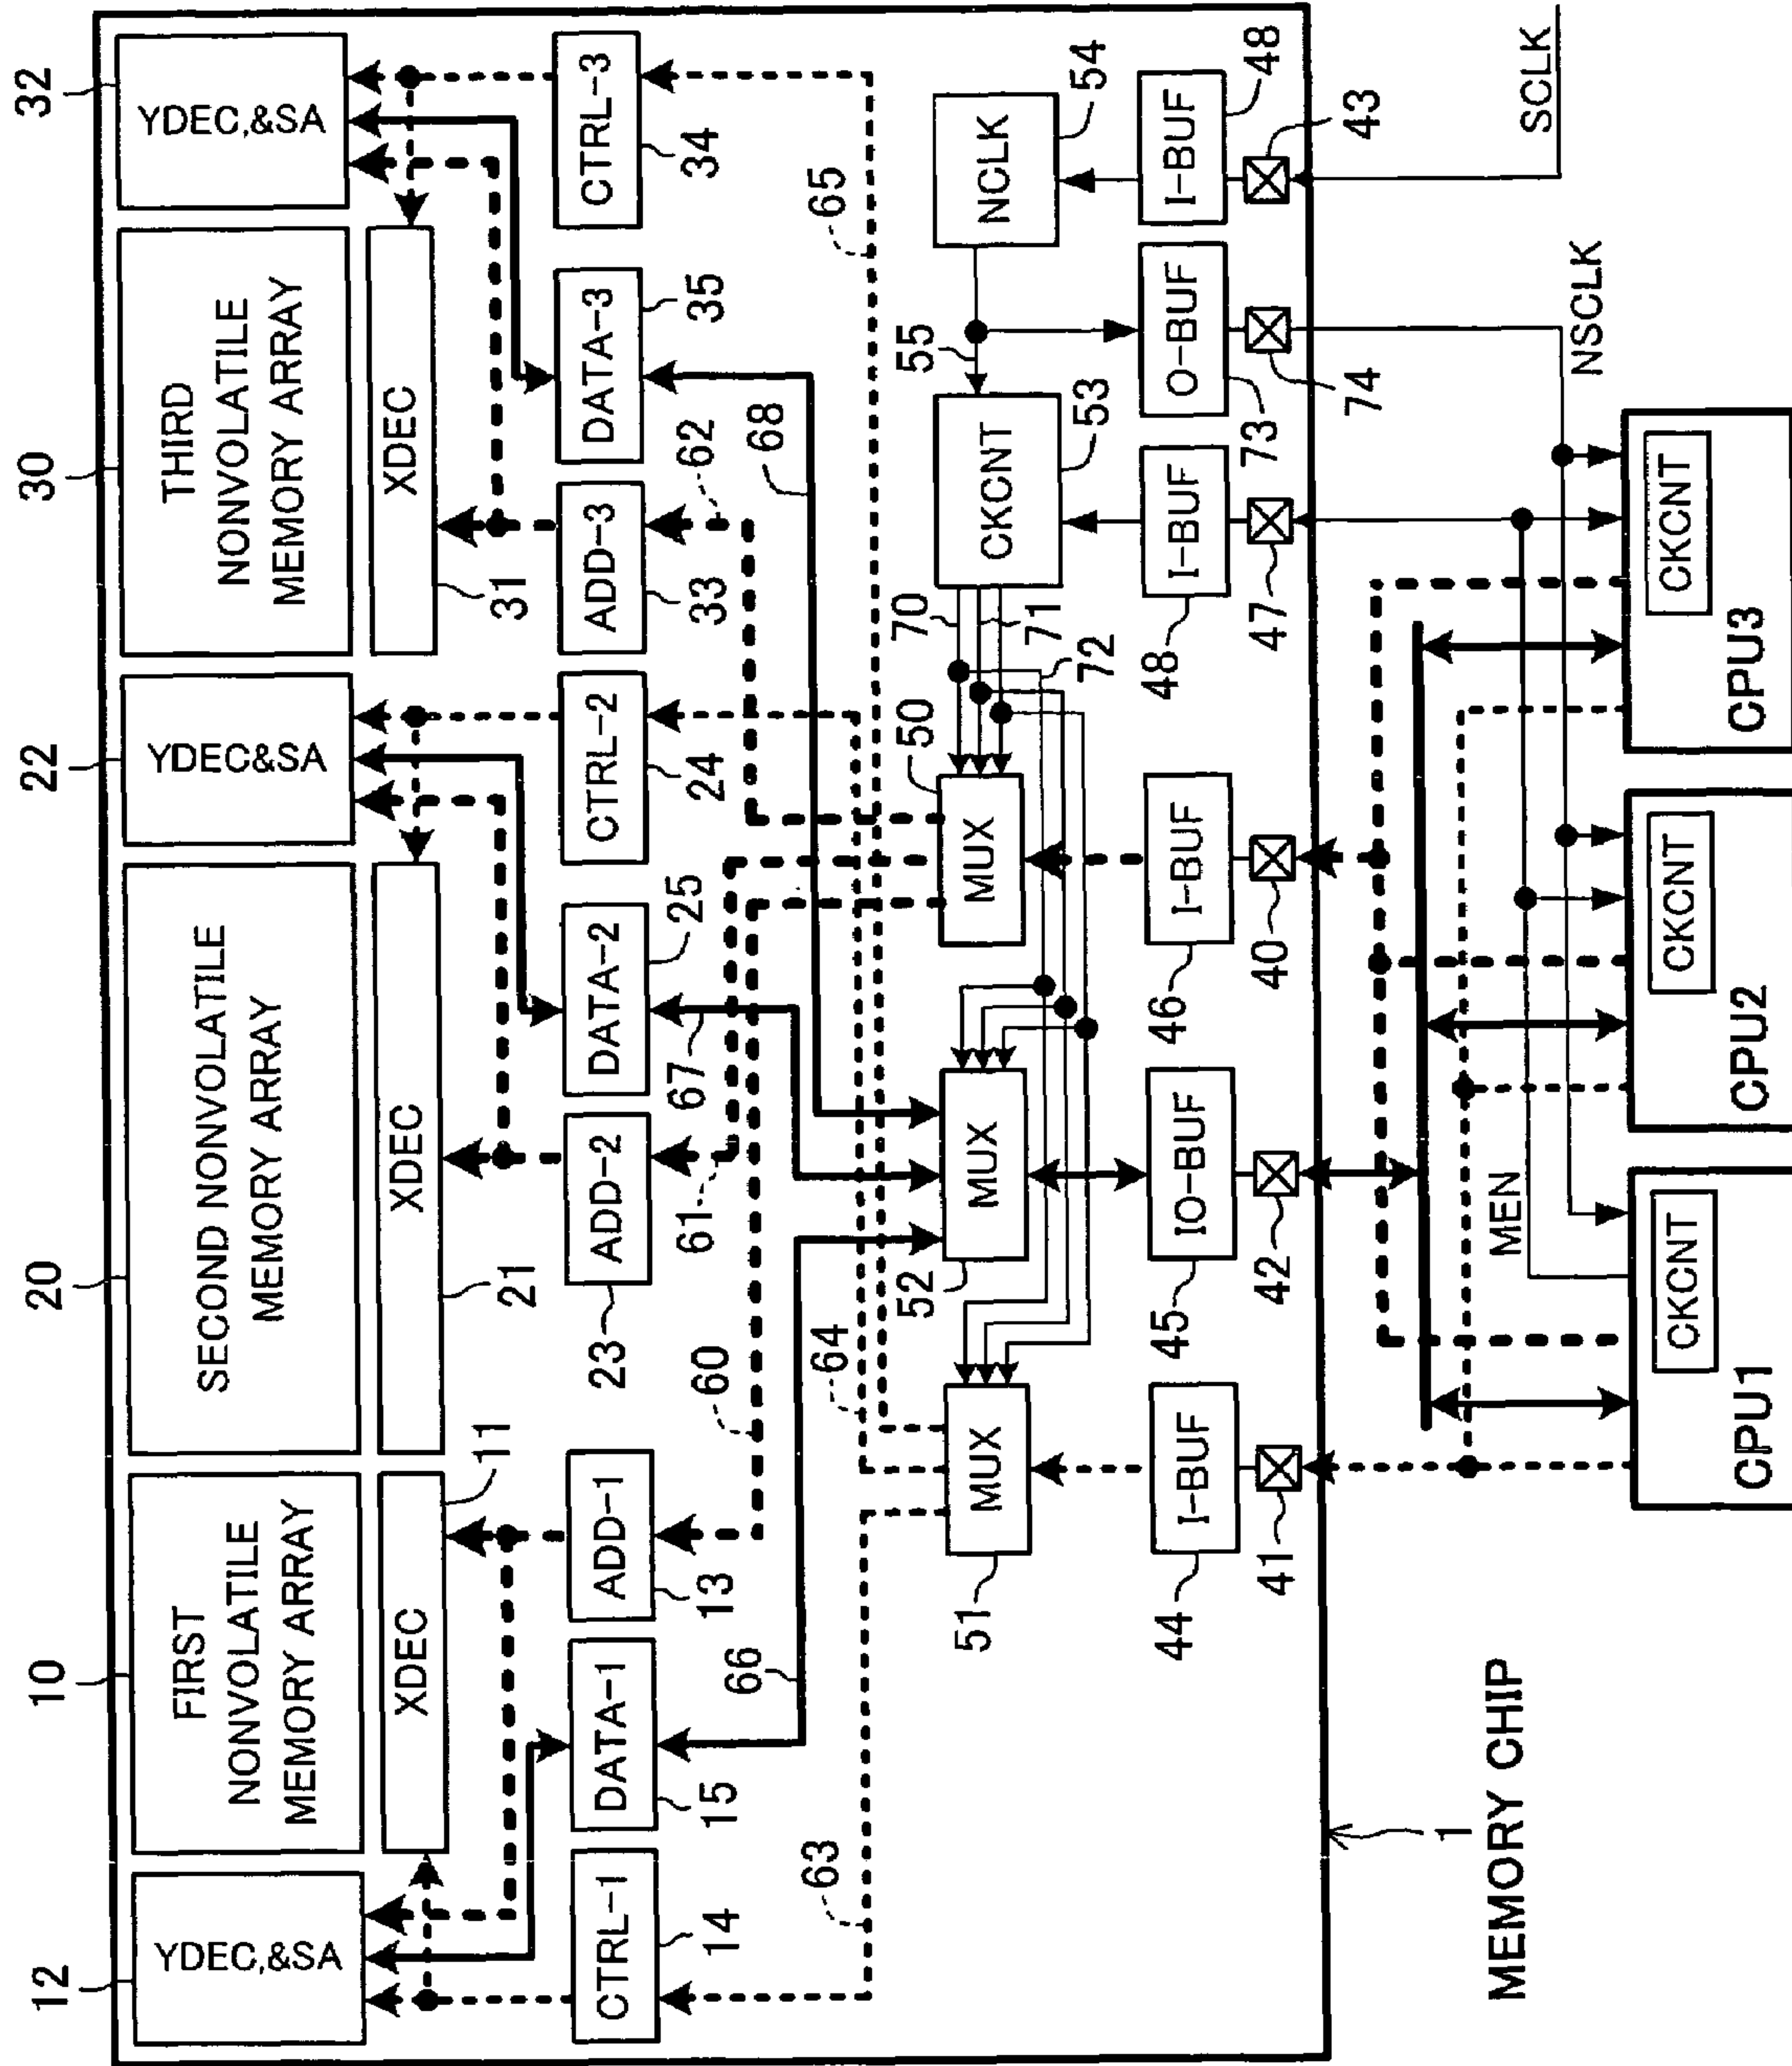 12
10
20
22
30
32
YDEC,&SA
FIRST
NONVOLATILE
MEMORY ARRAY
SECOND NONVOLATILE
MEMORY ARRAY
YDEC&SA
THIRD
NONVOLATILE
MEMORY ARRAY
YDEC,&SA
XDEC
11
XDEC
21
XDEC
31
CTRL-1
14
DATA-1
15
ADD-1
13
ADD-2
23
DATA-2
25
CTRL-2
24
ADD-3
33
DATA-3
35
CTRL-3
34
63
66
60
64
61
67
62
68
65
MUX
51
MUX
52
MUX
50
70
71
72
CKCNT
53
55
NCLK
54
I-BUF
44
IO-BUF
45
I-BUF
46
I-BUF
48
O-BUF
73
I-BUF
48
41
42
40
47
74
43
1
MEMORY CHIP
MEN
NSCLK
SCLK
CKCNT
CPU1
CKCNT
CPU2
CKCNT
CPU3